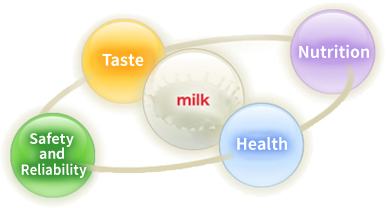 Taste
Nutrition
milk
Safety
and
Reliability
Health